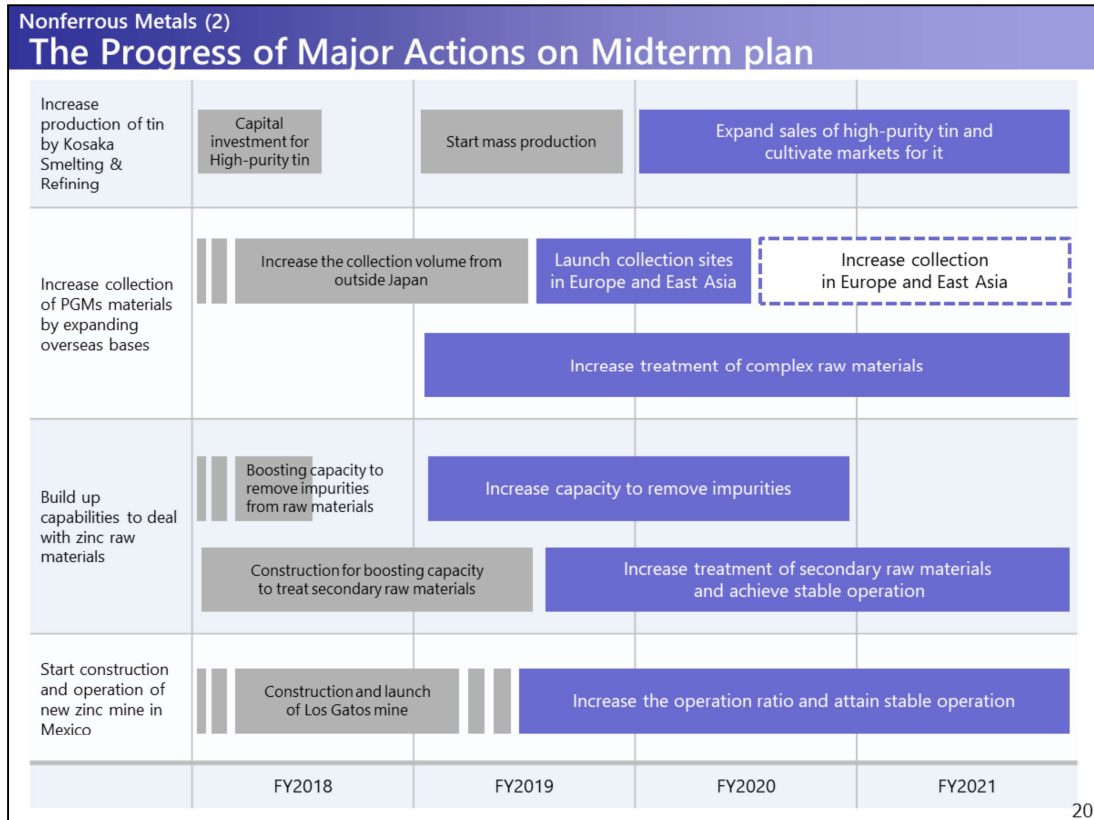 Nonferrous Metals (2)
The Progress of Major Actions on Midterm plan
Increase
production of tin
by Kosaka
Smelting &
Refining
Capital
investment for
High-purity tin
Start mass production
Expand sales of high-purity tin and
cultivate markets for it
Increase collection
of PGMs materials
by expanding
overseas bases
Increase the collection volume from
outside Japan
Launch collection sites
in Europe and East Asia
Increase collection
in Europe and East Asia
Increase treatment of complex raw materials
Build up
capabilities to deal
with zinc raw
materials
Boosting capacity to
remove impurities
from raw materials
Increase capacity to remove impurities
Construction for boosting capacity
to treat secondary raw materials
Increase treatment of secondary raw materials
and achieve stable operation
Start construction
and operation of
new zinc mine in
Mexico
Construction and launch
of Los Gatos mine
Increase the operation ratio and attain stable operation
FY2018
FY2019
FY2020
FY2021
20